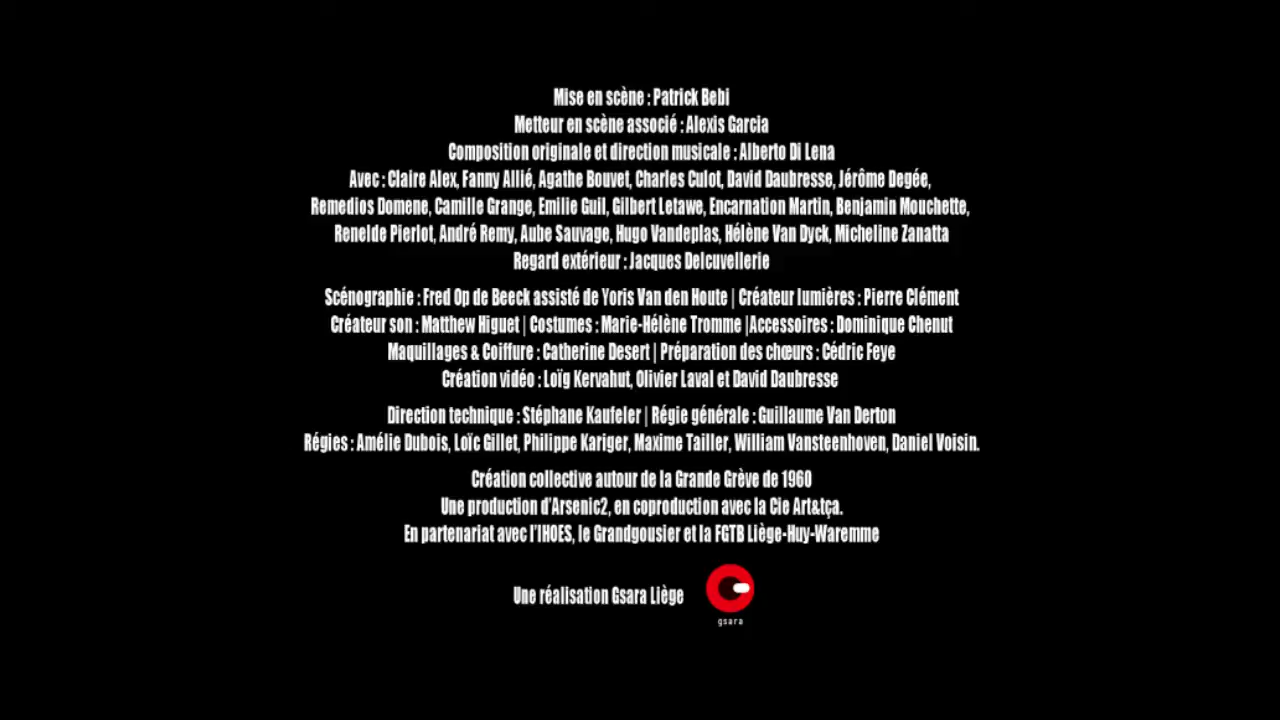 Mise en scène : Patrick Bebi
Metteur en scène associé : Alexis Garcia
Composition originale et direction musicale : Alberto Di Lena
Avec : Claire Alex, Fanny Allié, Agathe Bouvet, Charles Culot, David Daubresse, Jérôme Degée,
Remedios Domene, Camille Grange, Emilie Guil, Gilbert Letawe, Encarnation Martin, Benjamin Mouchette,
Renelde Pierlot, André Remy, Aube Sauvage, Hugo Vandeplas, Hélène Van Dyck, Micheline Zanatta
Regard extérieur : Jacques Delcuvellerie
Scénographie : Fred Op de Beeck assisté de Yoris Van den Houte | Créateur lumières : Pierre Clément
Créateur son : Matthew Higuet | Costumes : Marie-Hélène Tromme |Accessoires : Dominique Chenut
Maquillages & Coiffure : Catherine Desert | Préparation des chœurs : Cédric Feye
Création vidéo : Loïg Kervahut, Olivier Laval et David Daubresse
Direction technique : Stéphane Kaufeler | Régie générale : Guillaume Van Derton
Régies : Amélie Dubois, Loïc Gillet, Philippe Kariger, Maxime Tailler, William Vansteenhoven, Daniel Voisin.
Création collective autour de la Grande Grève de 1960
Une production d'Arsenic2, en coproduction avec la Cie Art&tça.
En partenariat avec l'IHOES, le Grandgousier et la FGTB Liège-Huy-Waremme
Une réalisation Gsara Liège
gsara